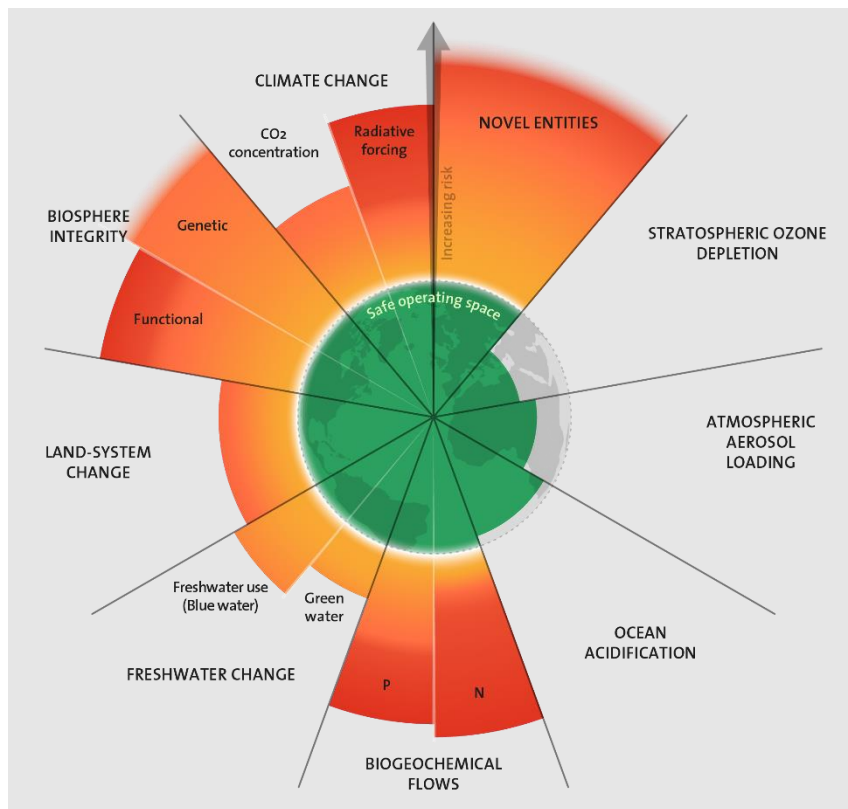 CLIMATE CHANGE
CO2
concentration
Radiative
forcing
NOVEL ENTITIES
Increasing risk
BIOSPHERE
INTEGRITY
Genetic
Functional
STRATOSPHERIC OZONE
DEPLETION
Safe operating space
ATMOSPHERIC
AEROSOL
LOADING
LAND-SYSTEM
CHANGE
Freshwater use
(Blue water)
Green
water
FRESHWATER CHANGE
OCEAN
ACIDIFICATION
P
N
BIOGEOCHEMICAL
FLOWS